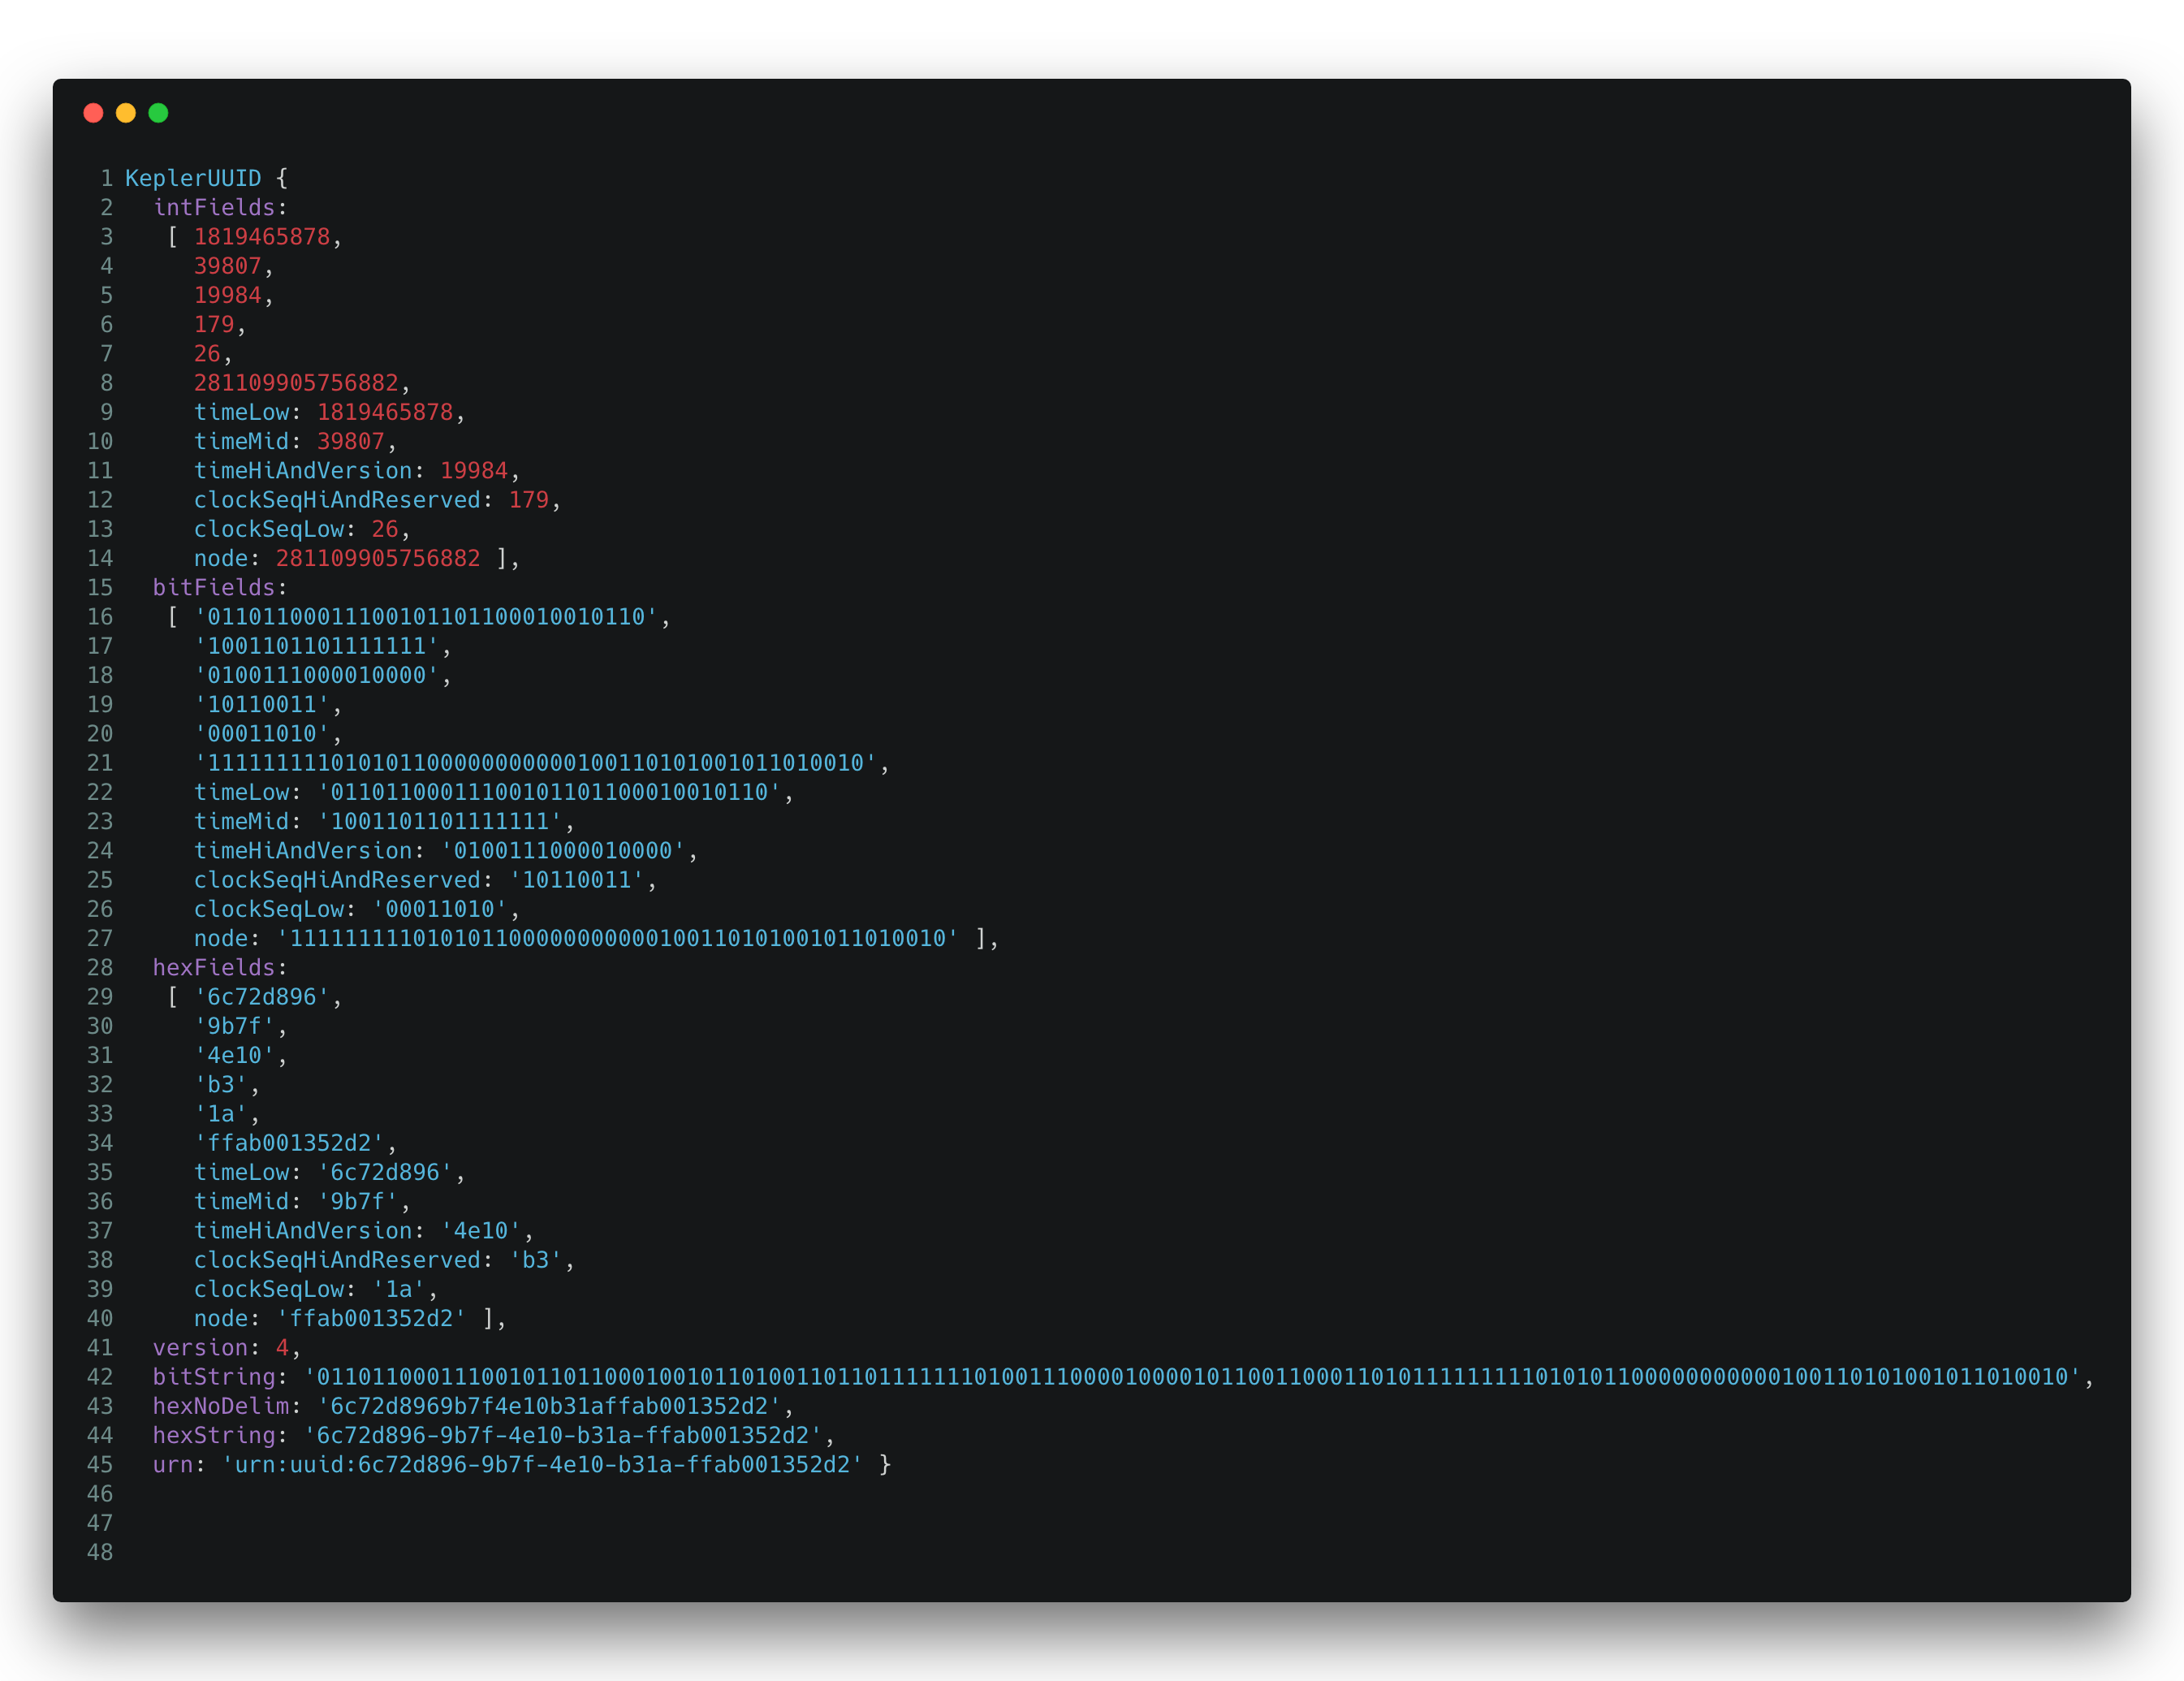 1 KeplerUUID {
2 intFields:
3 [ 1819465878,
4 39807,
5 19984,
6 179,
7 26,
8 281109905756882,
9 timeLow: 1819465878,
10 timeMid: 39807,
11 timeHiAndVersion: 19984,
12 clockSeqHiAndReserved: 179,
13 clockSeqLow: 26,
14 node: 281109905756882 ],
15 bitFields:
16 [ '01101100011100101101100010010110',
17 '1001101101111111',
18 '0100111000010000',
19 '10110011',
20 '00011010',
21 '111111111010101100000000000100110101001011010010',
22 timeLow: '01101100011100101101100010010110',
23 timeMid: '1001101101111111',
24 timeHiAndVersion: '0100111000010000',
25 clockSeqHiAndReserved: '10110011',
26 clockSeqLow: '00011010',
27 node: '111111111010101100000000000100110101001011010010' ],
28 hexFields:
29 [ '6c72d896',
30 '9b7f',
31 '4e10',
32 'b3',
33 '1a',
34 'ffab001352d2',
35 timeLow: '6c72d896',
36 timeMid: '9b7f',
37 timeHiAndVersion: '4e10',
38 clockSeqHiAndReserved: 'b3',
39 clockSeqLow: '1a',
40 node: 'ffab001352d2' ],
41 version: 4,
42 bitString: '01101100011100101101100010010110100110110111111101001110000100001011001100011010111111111010101100000000000100110101001011010010',
43 hexNoDelim: '6c72d8969b7f4e10b31affab001352d2',
44 hexString: '6c72d896-9b7f-4e10-b31a-ffab001352d2',
45 urn: 'urn:uuid:6c72d896-9b7f-4e10-b31a-ffab001352d2' }
46
47
48